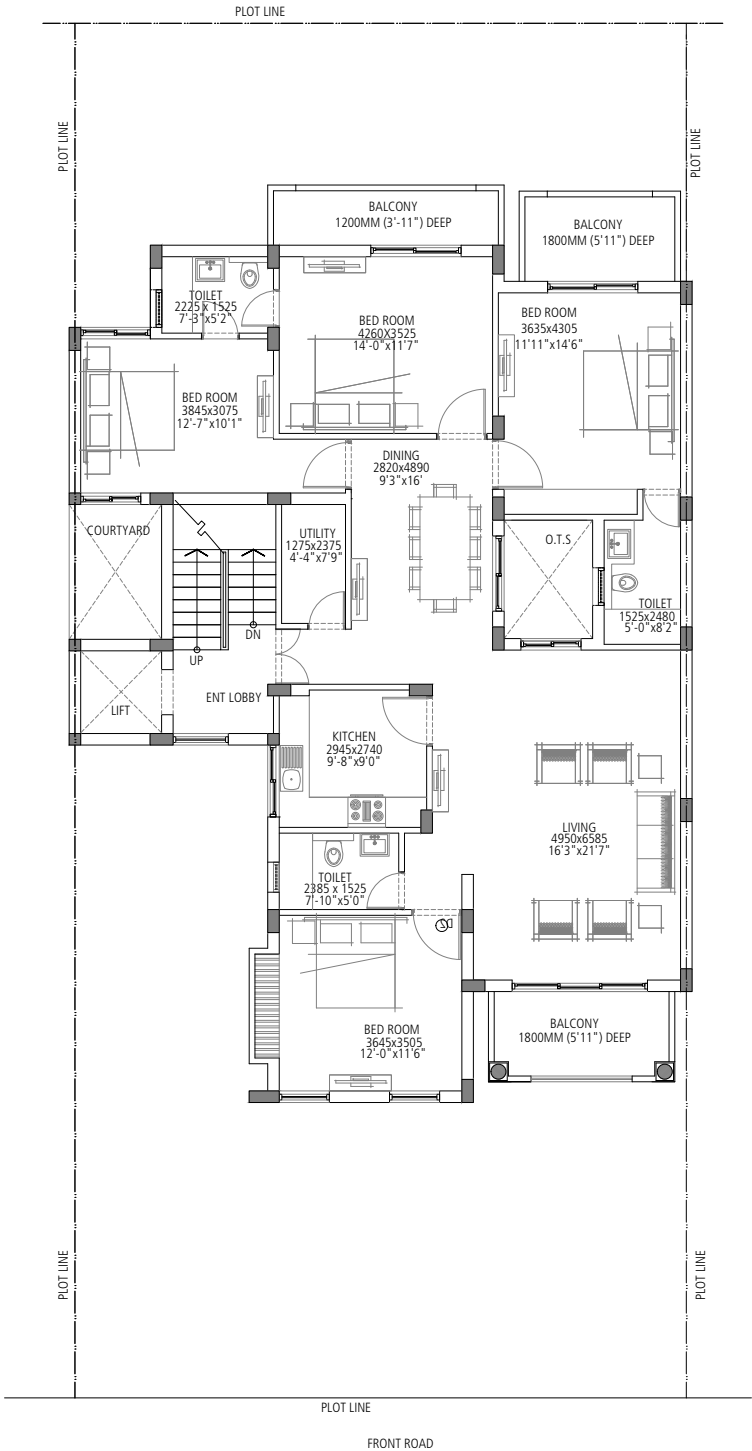 PLOT LINE
PLOT LINE
PLOT LINE
BALCONY
1200MM (3'-11") DEEP
BALCONY
1800MM (5'11") DEEP
TOILET
2225 x 1525
7'-3"x5'2"
BED ROOM
4260X3525
14'-0"x11'7"
BED ROOM
3635x4305
11'11"x14'6"
BED ROOM
3845x3075
12'-7"x10'1"
DINING
2820x4890
9'3"x16'
COURTYARD
UTILITY
1275x2375
4'-4"x7'9"
O.T.S
TOILET
1525x2480
5'-0"x8'2"
UP
DN
LIFT
ENT LOBBY
KITCHEN
2945x2740
9'-8"x9'0"
LIVING
4950x6585
16'3"x21'7"
TOILET
2385 x 1525
7'-10"x5'0"
D2
BED ROOM
3645x3505
12'-0"x11'6"
BALCONY
1800MM (5'11") DEEP
PLOT LINE
PLOT LINE
PLOT LINE
FRONT ROAD